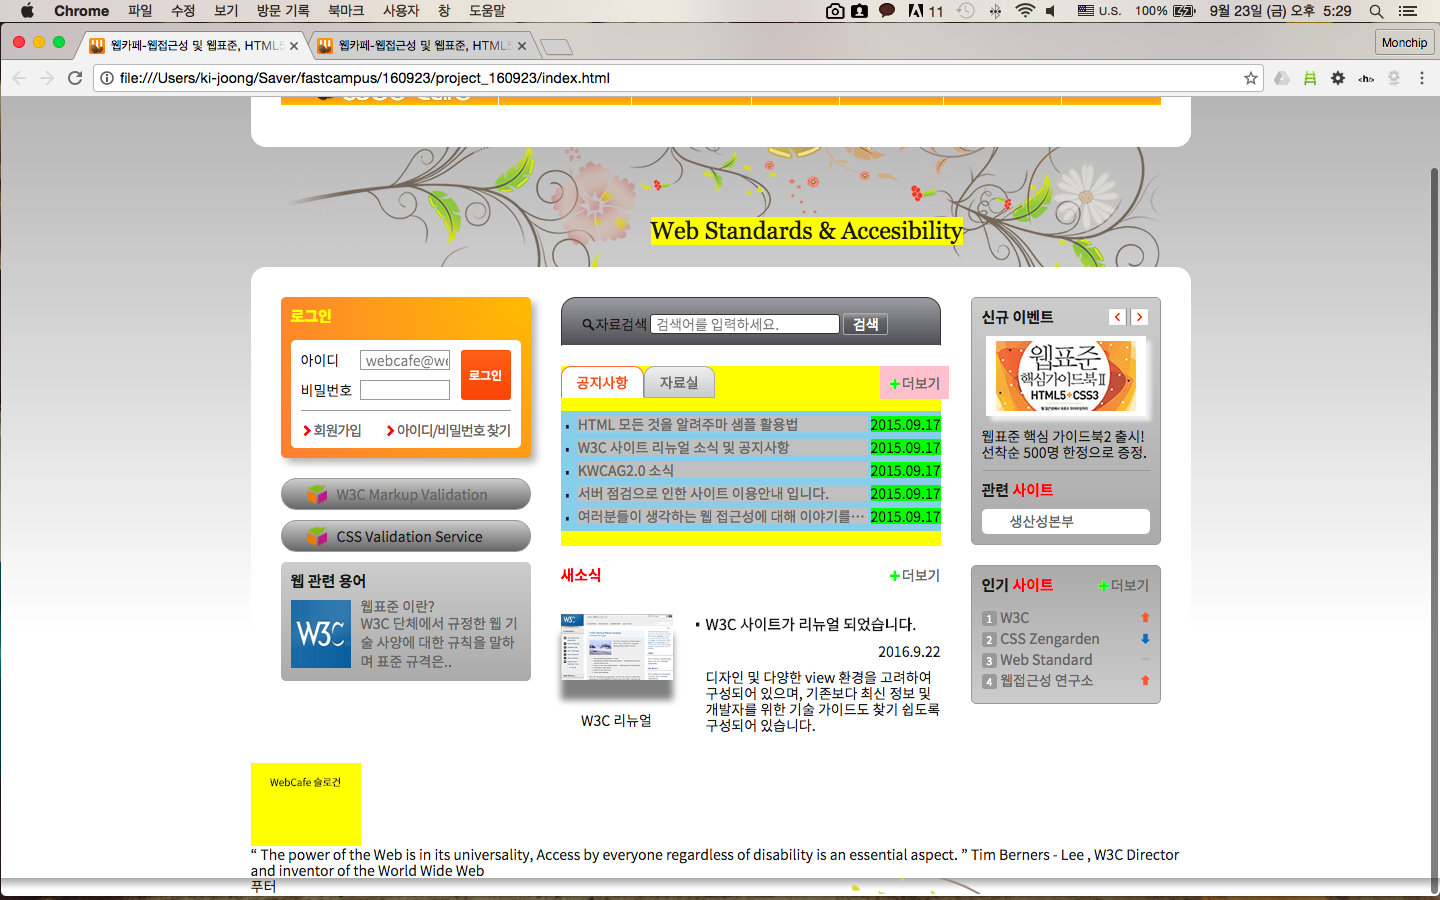 Chrome 파일 수정 보기 방문 기록 북마크 사용자 창 도움말 11 U.S. 100% 9월 23일 (금) 오후 5:29
웹카페-웹접근성 및 웹표준, HTML5 웹카페-웹접근성 및 웹표준, HTML5 Monchip
file:///Users/ki-joong/Saver/fastcampus/160923/project_160923/index.html <h>
Web Standards & Accesibility
로그인
아이디 webcafe@we 로그인
비밀번호
회원가입 아이디/비밀번호 찾기
W3C Markup Validation
CSS Validation Service
웹 관련 용어
W3C
웹표준 이란?
W3C 단체에서 규정한 웹 기
술 사양에 대한 규칙을 말하
며 표준 규격은..
자료검색 검색어를 입력하세요. 검색
공지사항 자료실 더보기
HTML 모든 것을 알려주마 샘플 활용법 2015.09.17
W3C 사이트 리뉴얼 소식 및 공지사항 2015.09.17
KWCAG2.0 소식 2015.09.17
서버 점검으로 인한 사이트 이용안내 입니다. 2015.09.17
여러분들이 생각하는 웹 접근성에 대해 이야기를… 2015.09.17
새소식 더보기
W3C
W3C 리뉴얼
W3C 사이트가 리뉴얼 되었습니다.
2016.9.22
디자인 및 다양한 view 환경을 고려하여
구성되어 있으며, 기존보다 최신 정보 및
개발자를 위한 기술 가이드도 찾기 쉽도록
구성되어 있습니다.
신규 이벤트
웹표준
핵심가이드북 II
HTML5+CSS3
웹표준 핵심 가이드북2 출시!
선착순 500명 한정으로 증정.
관련 사이트
생산성본부
인기 사이트 더보기
1 W3C
2 CSS Zengarden
3 Web Standard
4 웹접근성 연구소
WebCafe 슬로건
“ The power of the Web is in its universality, Access by everyone regardless of disability is an essential aspect. ” Tim Berners - Lee , W3C Director
and inventor of the World Wide Web
푸터